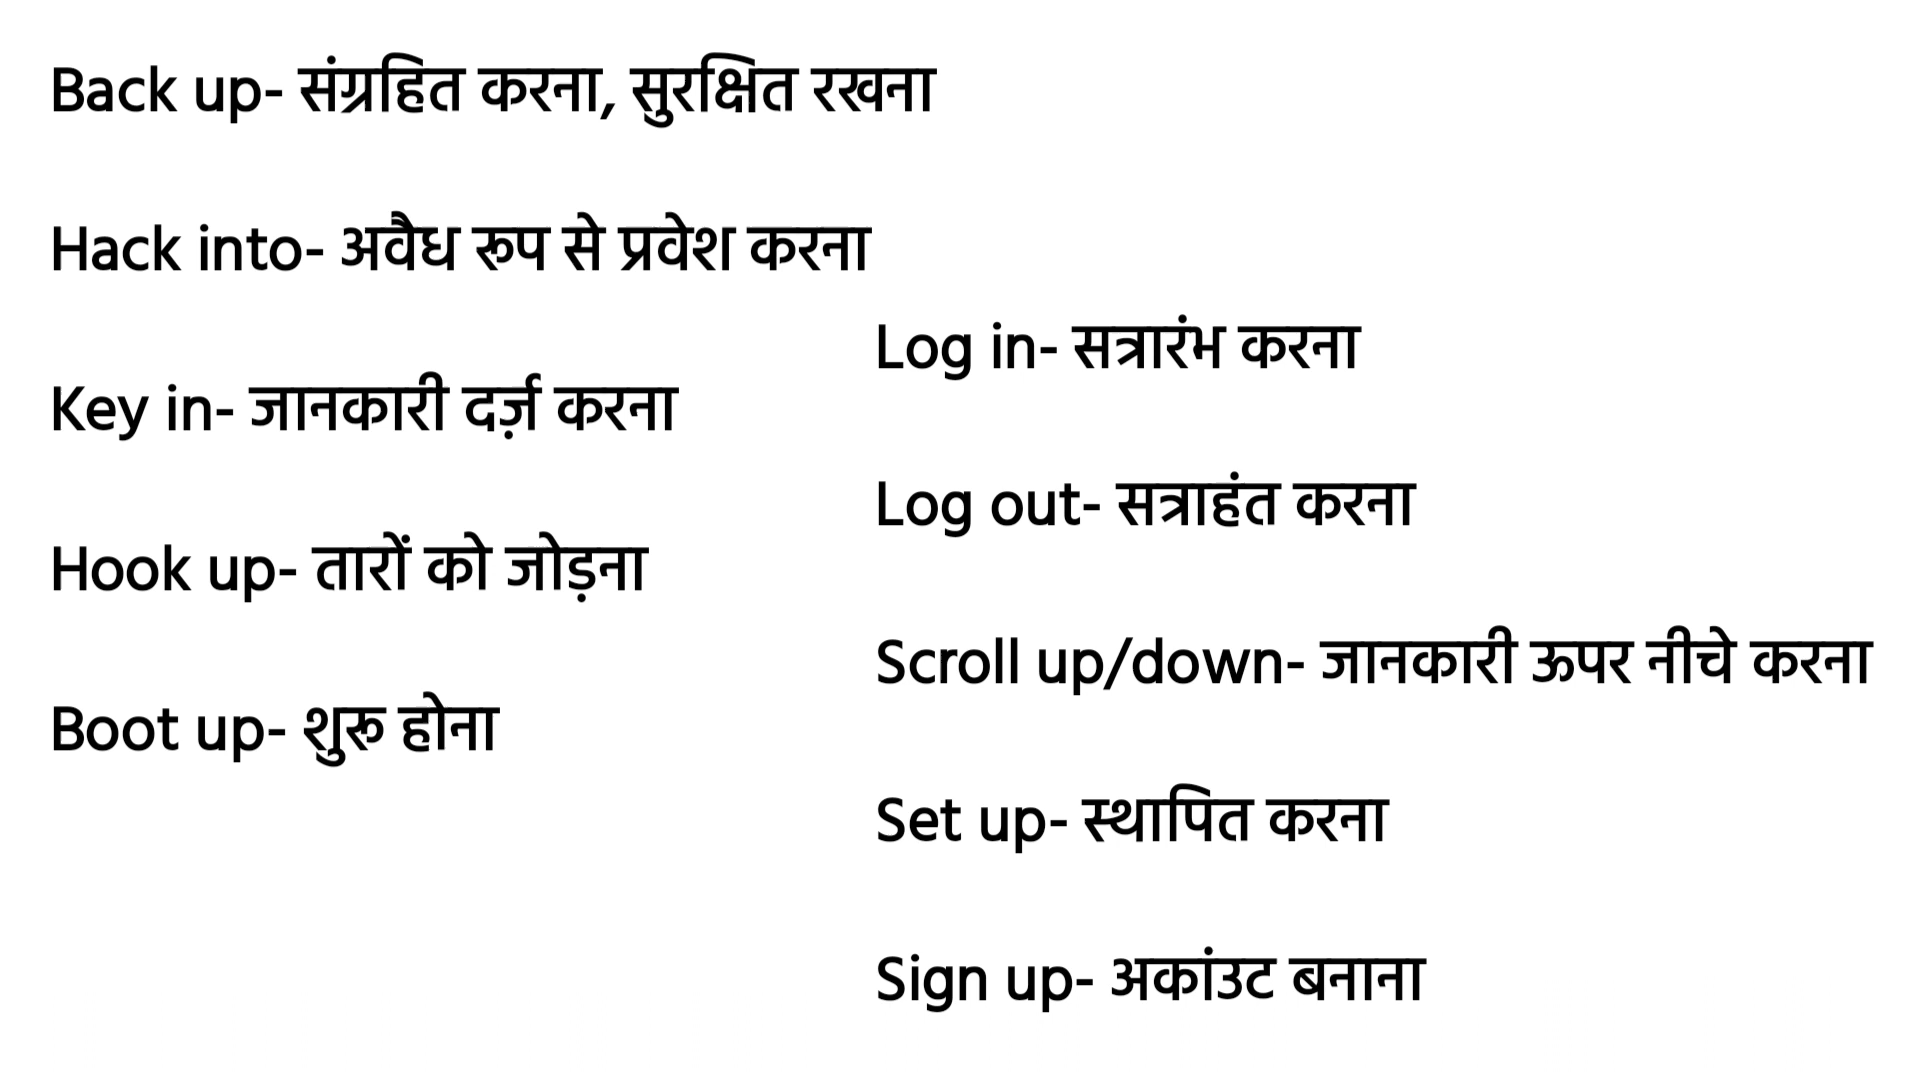 Back up- संग्रहित करना, सुरक्षित रखना
Hack into- अवैध रूप से प्रवेश करना
Key in- जानकारी दर्ज़ करना
Hook up- तारों को जोड़ना
Boot up- शुरू होना
Log in- सत्रारंभ करना
Log out- सत्राहंत करना
Scroll up/down- जानकारी ऊपर नीचे करना
Set up- स्थापित करना
Sign up- अकांउट बनाना